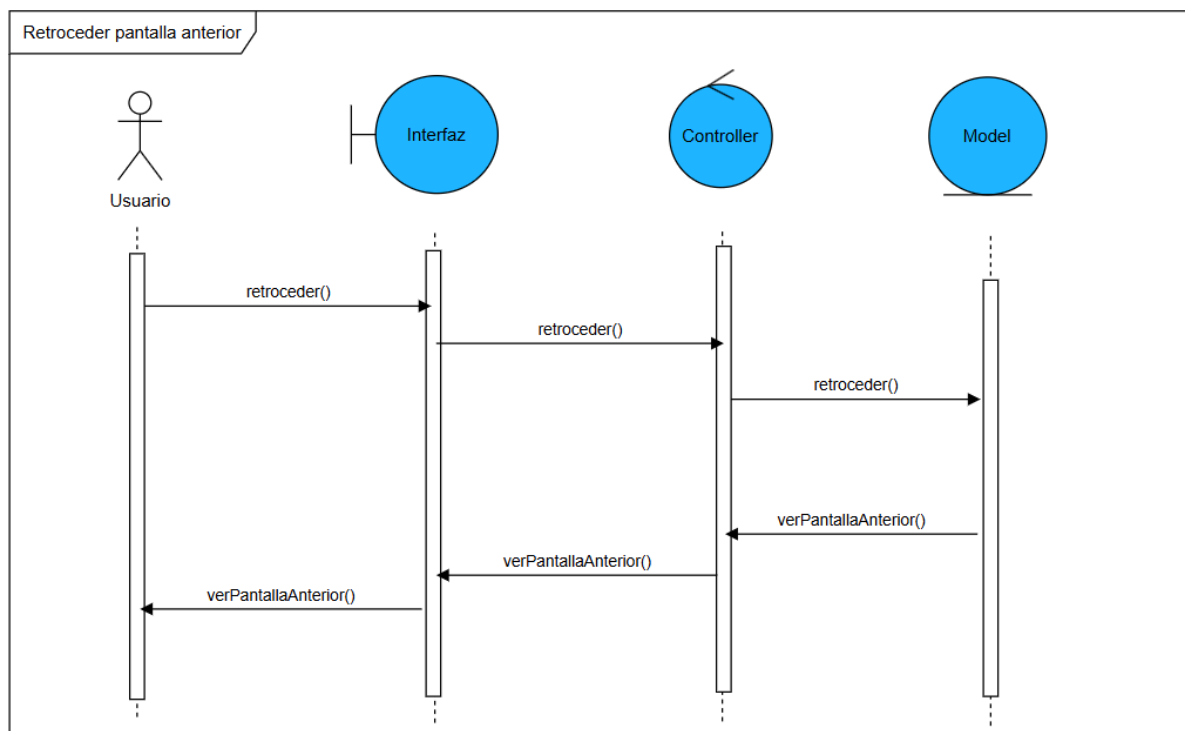 Retroceder pantalla anterior
Usuario
Interfaz
Controller
Model
retroceder()
retroceder()
retroceder()
verPantallaAnterior()
verPantallaAnterior()
verPantallaAnterior()